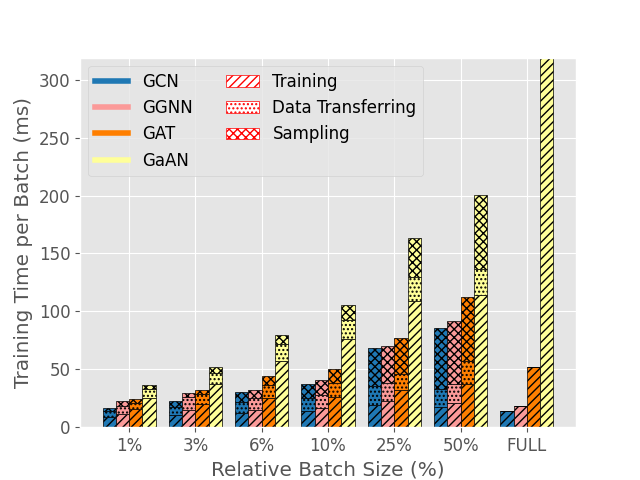 GCN
GGNN
GAT
GaAN
Training
Data Transferring
Sampling
Training Time per Batch (ms)
300
250
200
150
100
50
0
1% 3% 6% 10% 25% 50% FULL
Relative Batch Size (%)